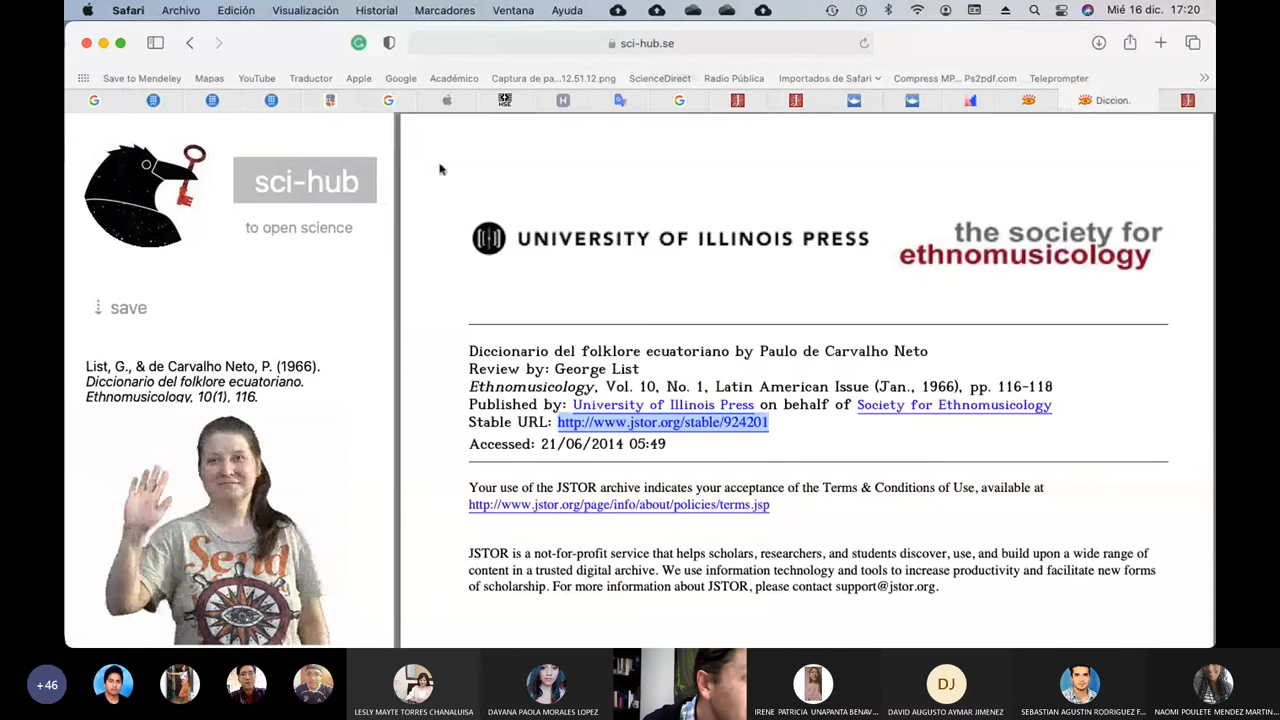 Safari Archivo Edición Visualización Historial Marcadores Ventana Ayuda Mié 16 dic. 17:20
sci-hub.se
Save to Mendeley Mapas YouTube Traductor Apple Google Académico Captura de pa...12.51.12.png ScienceDirect Radio Pública Importados de Safari Compress MP... Ps2pdf.com Teleprompter
Diccion.
sci-hub
to open science
save
List, G., & de Carvalho Neto, P. (1966).
Diccionario del folklore ecuatoriano.
Ethnomusicology, 10(1), 116.
Send
UNIVERSITY OF ILLINOIS PRESS
the society for
ethnomusicology
Diccionario del folklore ecuatoriano by Paulo de Carvalho Neto
Review by: George List
Ethnomusicology, Vol. 10, No. 1, Latin American Issue (Jan., 1966), pp. 116-118
Published by: University of Illinois Press on behalf of Society for Ethnomusicology
Stable URL: http://www.jstor.org/stable/924201
Accessed: 21/06/2014 05:49
Your use of the JSTOR archive indicates your acceptance of the Terms & Conditions of Use, available at
http://www.jstor.org/page/info/about/policies/terms.jsp
JSTOR is a not-for-profit service that helps scholars, researchers, and students discover, use, and build upon a wide range of
content in a trusted digital archive. We use information technology and tools to increase productivity and facilitate new forms
of scholarship. For more information about JSTOR, please contact support@jstor.org.
+46
DJ
LESLY MAYTE TORRES CHANALUISA
DAYANA PAOLA MORALES LOPEZ
IRENE PATRICIA UNAPANTA BENAV...
DAVID AUGUSTO AYMAR JIMENEZ
SEBASTIAN AGUSTIN RODRIGUEZ F...
NAOMI POULETE MENDEZ MARTIN...